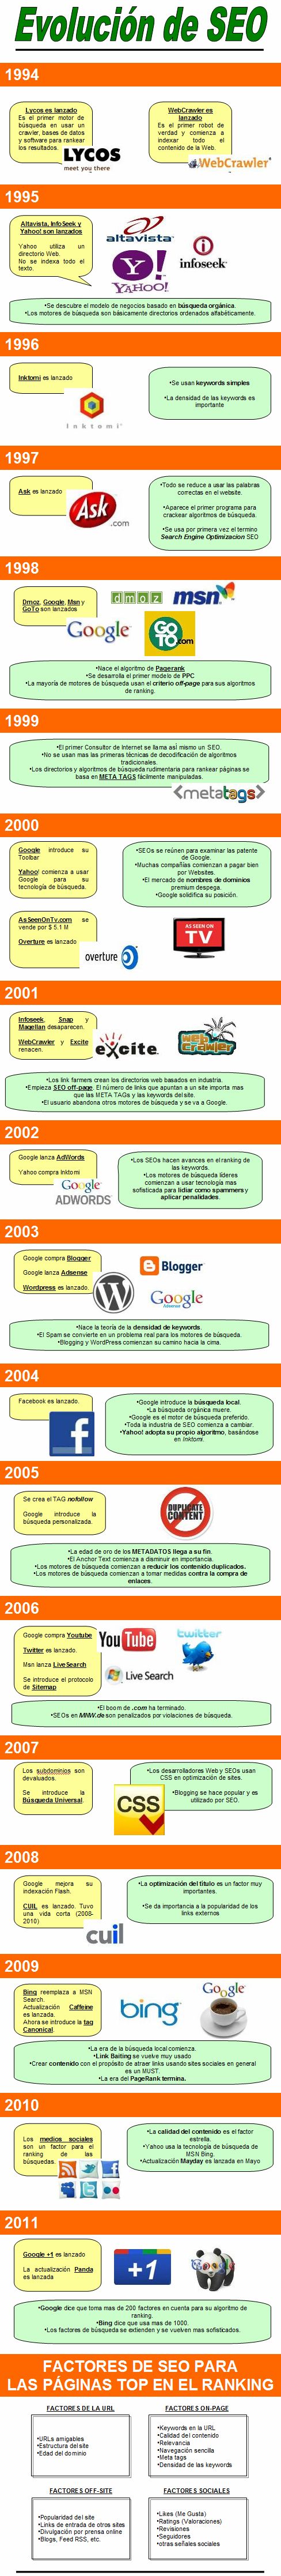 Evolución de SEO
1994
Lycos es lanzado
Es el primer motor de
búsqueda en usar un
crawler, bases de datos
y software para rankear
los resultados.
LYCOS
meet you there
WebCrawler es
lanzado
Es el primer robot de
verdad y comienza a
indexar todo el
contenido de la Web.
WebCrawler
1995
Altavista, InfoSeek y
Yahoo! son lanzados
Yahoo utiliza un
directorio Web.
No se indexa todo el
texto.
altavista
YAHOO!
infoseek
•Se descubre el modelo de negocios basado en búsqueda orgánica.
•Los motores de búsqueda son básicamente directorios ordenados alfabéticamente.
1996
Inktomi es lanzado
Inktomi
•Se usan keywords simples
•La densidad de las keywords es
importante
1997
Ask es lanzado
Ask
.com
•Todo se reduce a usar las palabras
correctas en el website.
•Aparece el primer programa para
crackear algoritmos de búsqueda.
•Se usa por primera vez el termino
Search Engine Optimizacion SEO
1998
Dmoz, Google, Msn y
GoTo son lanzados
dmoz
msn
Google
GO
TO.com
•Nace el algoritmo de Pagerank
•Se desarrolla el primer modelo de PPC
•La mayoría de motores de búsqueda usan el criterio off-page para sus algoritmos
de ranking.
1999
•El primer Consultor de Internet se llama así mismo un SEO.
•No se usan mas las primeras técnicas de decodificación de algoritmos
tradicionales.
•Los directorios y algoritmos de búsqueda rudimentaria para rankear páginas se
basa en META TAGS fácilmente manipuladas.
<metatags>
2000
Google introduce su
Toolbar
Yahoo! comienza a usar
Google para su
tecnología de búsqueda.
•SEOs se reúnen para examinar las patente
de Google.
•Muchas compañías comienzan a pagar bien
por Websites.
•El mercado de nombres de dominios
premium despega.
•Google solidifica su posición.
AsSeenOnTv.com se
vende por $ 5,1 M
Overture es lanzado
overture
AS SEEN ON
TV
2001
Infoseek, Snap y
Magellan desaparecen.
WebCrawler y Excite
renacen.
excite
Web
Crawler
•Los link farmers crean los directorios web basados en industria.
•Empieza SEO off-page. El número de links que apuntan a un site importa mas
que las META TAGs y las keywords del site.
•El usuario abandona otros motores de búsqueda y se va a Google.
2002
Google lanza AdWords
Yahoo compra Inktomi
Google
ADWORDS
•Los SEOs hacen avances en el ranking de
las keywords.
•Los motores de búsqueda líderes
comienzan a usar tecnología mas
sofisticada para lidiar como spammers y
aplicar penalidades.
2003
Google compra Blogger
Google lanza Adsense
Wordpress es lanzado.
Blogger
Google
Adsense
•Nace la teoría de la densidad de keywords.
•El Spam se convierte en un problema real para los motores de búsqueda.
•Blogging y WordPress comienzan su camino hacia la cima.
2004
Facebook es lanzado.
•Google introduce la búsqueda local.
•La búsqueda orgánica muere.
•Google es el motor de búsqueda preferido.
•Toda la industria de SEO comienza a cambiar.
•Yahoo! adopta su propio algoritmo, basándose
en Inktomi.
2005
Se crea el TAG nofollow
Google introduce la
búsqueda personalizada.
DUPLICATE
CONTENT
•La edad de oro de los METADATOS llega a su fin.
•El Anchor Text comienza a disminuir en importancia.
•Los motores de búsqueda comienzan a reducir los contenido duplicados.
•Los motores de búsqueda comienzan a tomar medidas contra la compra de
enlaces.
2006
Google compra Youtube
Twitter es lanzado.
Msn lanza Live Search
Se introduce el protocolo
de Sitemap
YouTube
twitter
Live Search
•El boom de .com ha terminado.
•SEOs en MNW.de son penalizados por violaciones de búsqueda.
2007
Los subdominios son
devaluados.
Se introduce la
Búsqueda Universal.
CSS
•Los desarrolladores Web y SEOs usan
CSS en optimización de sites.
•Blogging se hace popular y es
utilizado por SEO.
2008
Google mejora su
indexación Flash.
CUIL es lanzado. Tuvo
una vida corta (2008-
2010)
cuil
•La optimización del título es un factor muy
importantes.
•Se da importancia a la popularidad de los
links externos
2009
Bing reemplaza a MSN
Search.
Actualización Caffeine
es lanzada.
Ahora se introduce la tag
Canonical.
bing
Google
•La era de la búsqueda local comienza.
•Link Baiting se vuelve muy usado
•Crear contenido con el propósito de atraer links usando sites sociales en general
es un MUST.
•La era del PageRank termina.
2010
Los medios sociales
son un factor para el
ranking de las
búsquedas.
•La calidad del contenido es el factor
estrella.
•Yahoo usa la tecnología de búsqueda de
MSN Bing.
•Actualización Mayday es lanzada en Mayo
2011
Google +1 es lanzado
La actualización Panda
es lanzada
+1
•Google dice que toma mas de 200 factores en cuenta para su algoritmo de
ranking.
•Bing dice que usa mas de 1000.
•Los factores de búsqueda se extienden y se vuelven mas sofisticados.
FACTORES DE SEO PARA
LAS PÁGINAS TOP EN EL RANKING
FACTORES DE LA URL
•URLs amigables
•Estructura del site
•Edad del dominio
FACTORES ON-PAGE
•Keywords en la URL
•Calidad del contenido
•Relevancia
•Navegación sencilla
•Meta tags
•Densidad de las keywords
FACTORES OFF-SITE
•Popularidad del site
•Links de entrada de otros sites
•Divulgación por prensa online
•Blogs, Feed RSS, etc.
FACTORES SOCIALES
•Likes (Me Gusta)
•Ratings (Valoraciones)
•Revisiones
•Seguidores
•otras señales sociales